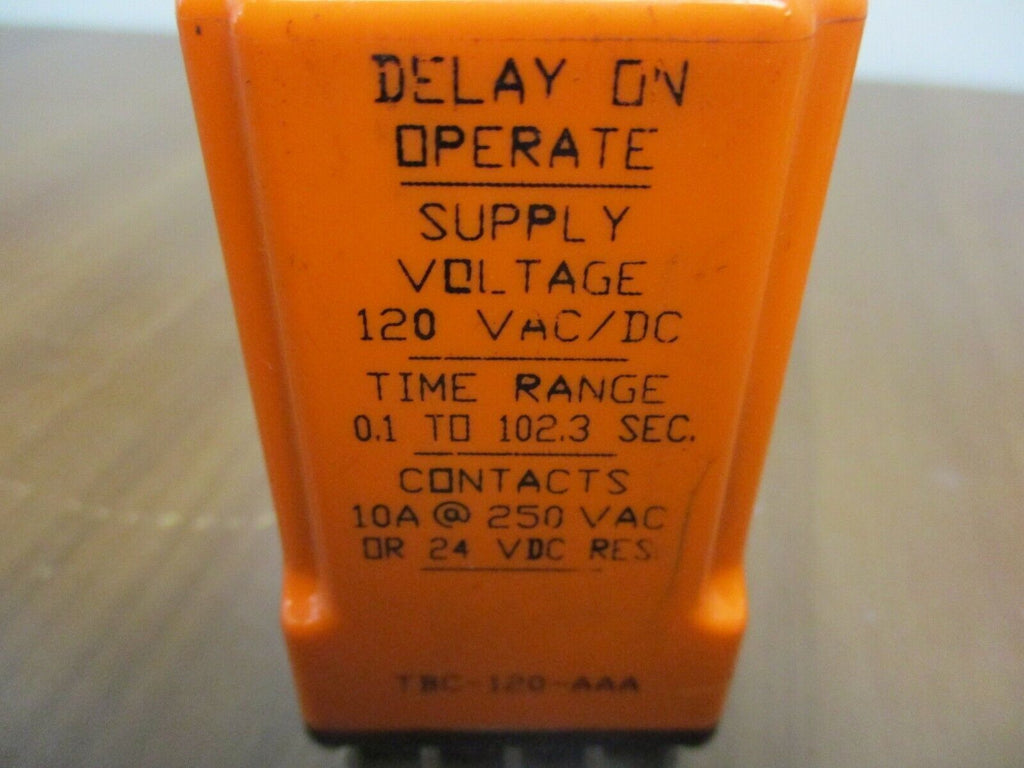 DELAY ON
OPERATE
SUPPLY
VOLTAGE
120 VAC/DC
TIME RANGE
0.1 TO 102.3 SEC.
CONTACTS
10A @ 250 VAC
OR 24 VDC RES
TBC-120-AAA